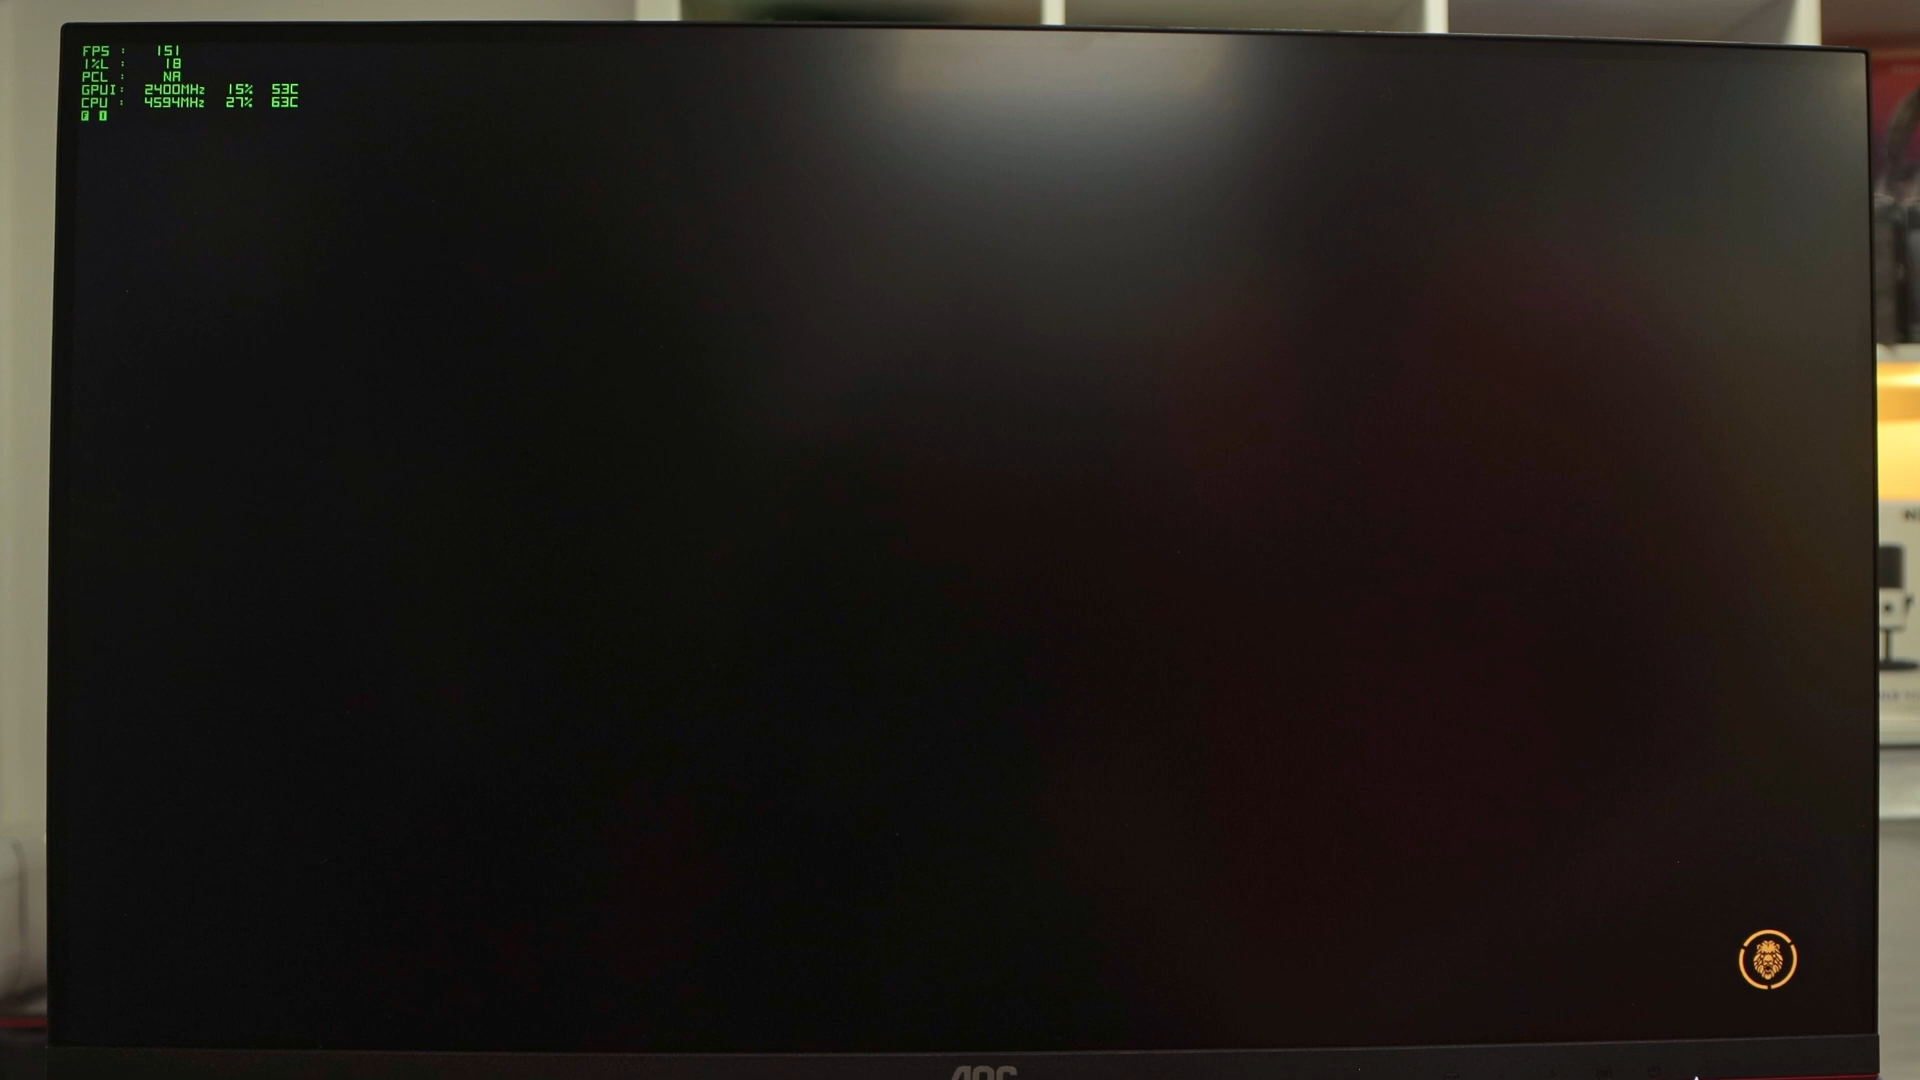 FPS : 151
1%L : 18
PCL : NA
GPU1: 2400MHz 15% 53C
CPU : 4594MHz 27% 63C
AOC